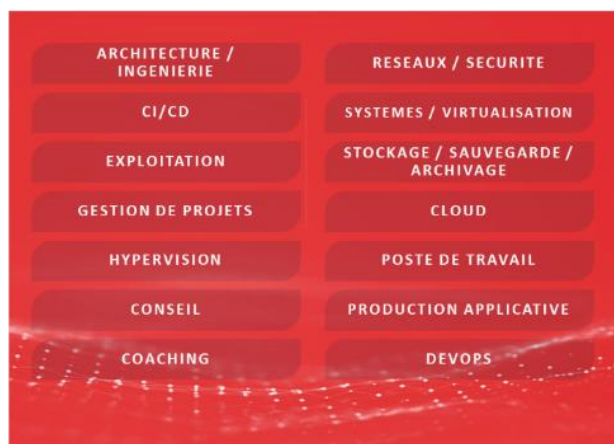 ARCHITECTURE /
INGENIERIE
CI/CD
EXPLOITATION
GESTION DE PROJETS
HYPERVISION
CONSEIL
COACHING
RESEAUX / SECURITE
SYSTEMES / VIRTUALISATION
STOCKAGE / SAUVEGARDE /
ARCHIVAGE
CLOUD
POSTE DE TRAVAIL
PRODUCTION APPLICATIVE
DEVOPS